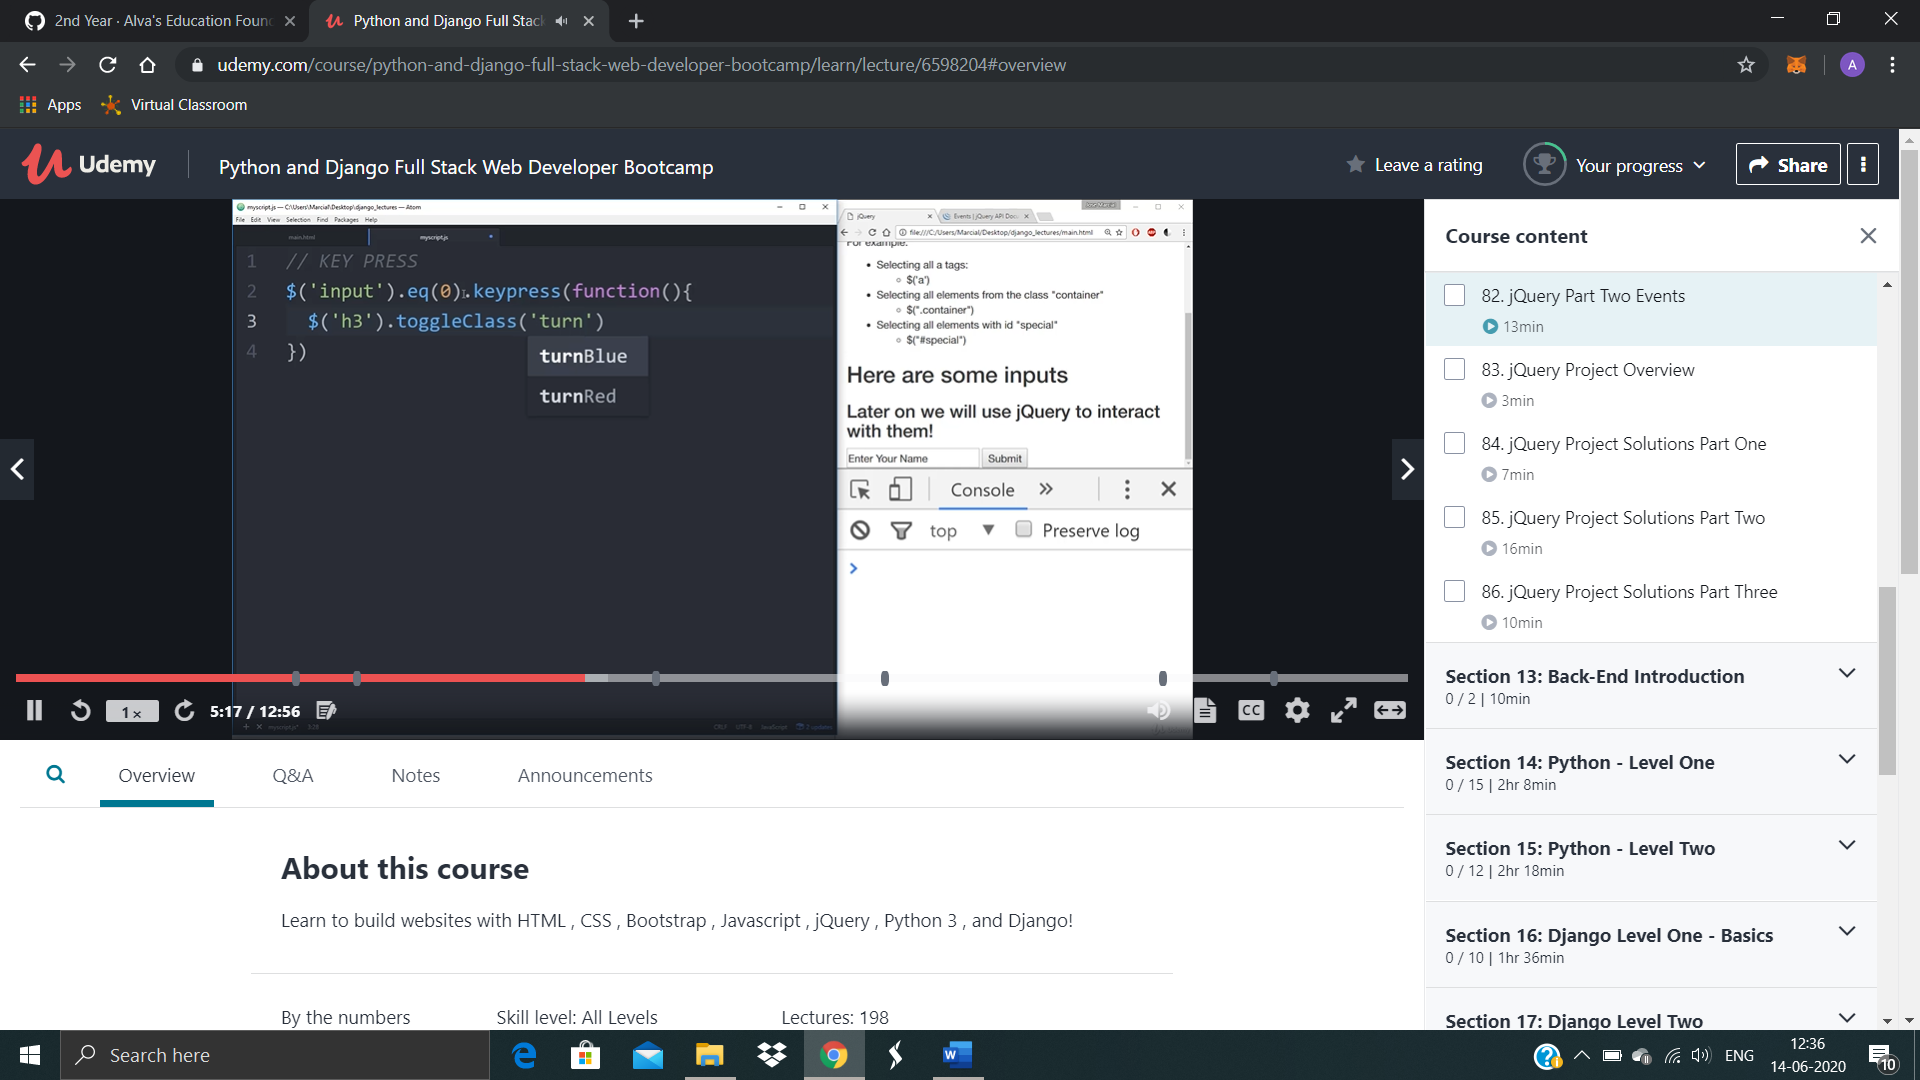 2nd Year · Alva's Education Foun
Python and Django Full Stack
udemy.com/course/python-and-django-full-stack-web-developer-bootcamp/learn/lecture/6598204#overview
A
Apps
Virtual Classroom
Udemy
Python and Django Full Stack Web Developer Bootcamp
Leave a rating
Your progress
Share
myscript.js — C:\Users\Marcial\Desktop\django_lectures — Atom
File Edit View Selection Find Packages Help
main.html
myscript.js
1 // KEY PRESS
2 $('input').eq(0).keypress(function(){
3 $('h3').toggleClass('turn')
4 })
turnBlue
turnRed
jQuery
Events | jQuery API Doc
file:///C:/Users/Marcial/Desktop/django_lectures/main.html
For example:
Selecting all a tags:
$('a')
Selecting all elements from the class "container"
$(".container")
Selecting all elements with id "special"
$("#special")
Here are some inputs
Later on we will use jQuery to interact
with them!
Enter Your Name
Submit
Console
top
Preserve log
1x
5:17 / 12:56
CC
Course content
82. jQuery Part Two Events
13min
83. jQuery Project Overview
3min
84. jQuery Project Solutions Part One
7min
85. jQuery Project Solutions Part Two
16min
86. jQuery Project Solutions Part Three
10min
Section 13: Back-End Introduction
0 / 2 | 10min
Section 14: Python - Level One
0 / 15 | 2hr 8min
Section 15: Python - Level Two
0 / 12 | 2hr 18min
Section 16: Django Level One - Basics
0 / 10 | 1hr 36min
Section 17: Django Level Two
Overview
Q&A
Notes
Announcements
About this course
Learn to build websites with HTML , CSS , Bootstrap , Javascript , jQuery , Python 3 , and Django!
By the numbers
Skill level: All Levels
Lectures: 198
Search here
ENG
12:36
14-06-2020
10